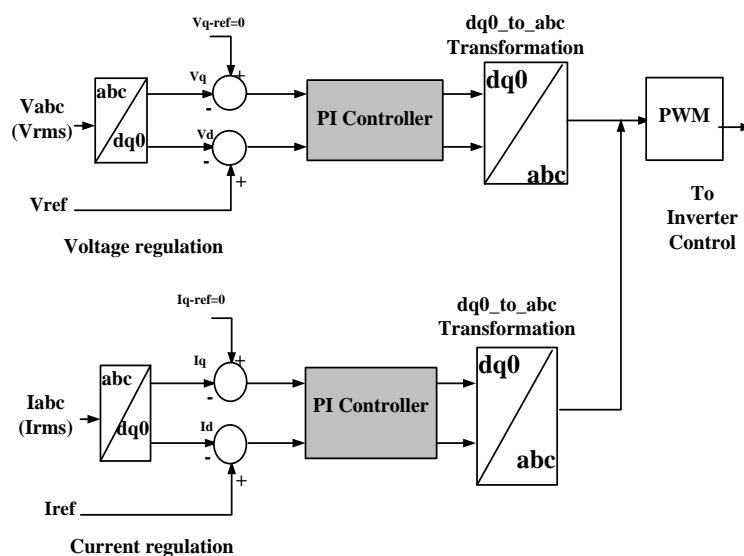 Vq-ref=0
dq0_to_abc
Transformation
abc
dq0
Vabc
(Vrms)
Vq
+
-
Vd
-
+
PI Controller
dq0
abc
PWM
Vref
Voltage regulation
To
Inverter
Control
Iq-ref=0
dq0_to_abc
Transformation
abc
dq0
Iabc
(Irms)
Iq
+
-
Id
-
+
PI Controller
dq0
abc
Iref
Current regulation